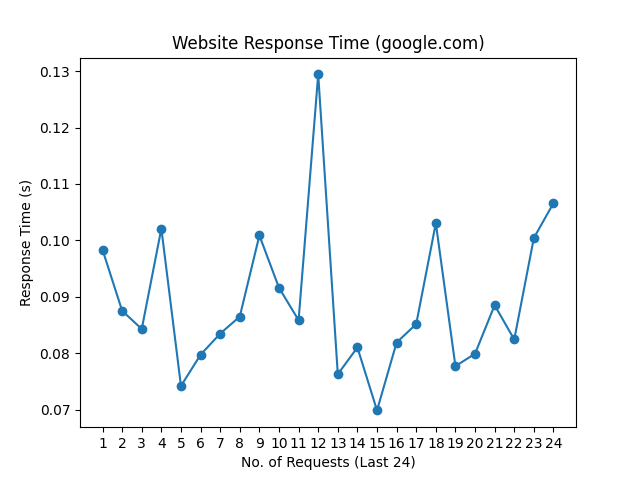 Website Response Time (google.com)
0.13
0.12
0.11
0.10
0.09
0.08
0.07
Response Time (s)
1 2 3 4 5 6 7 8 9 10 11 12 13 14 15 16 17 18 19 20 21 22 23 24
No. of Requests (Last 24)